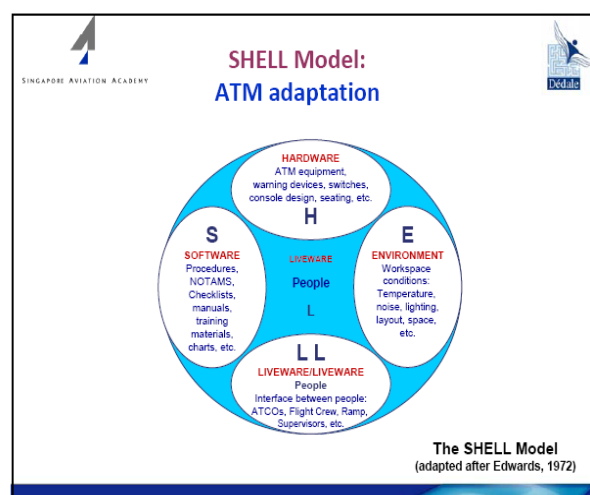 SINGAPORE AVIATION ACADEMY
SHELL Model:
ATM adaptation
Dédale
HARDWARE
ATM equipment,
warning devices, switches,
console design, seating, etc.
H
S
SOFTWARE
Procedures,
NOTAMS,
Checklists,
manuals,
training
materials,
charts, etc.
LIVEWARE
People
L
E
ENVIRONMENT
Workspace
conditions:
Temperature,
noise, lighting,
layout, space,
etc.
L L
LIVEWARE/LIVEWARE
People
Interface between people:
ATCOs, Flight Crew, Ramp,
Supervisors, etc.
The SHELL Model
(adapted after Edwards, 1972)